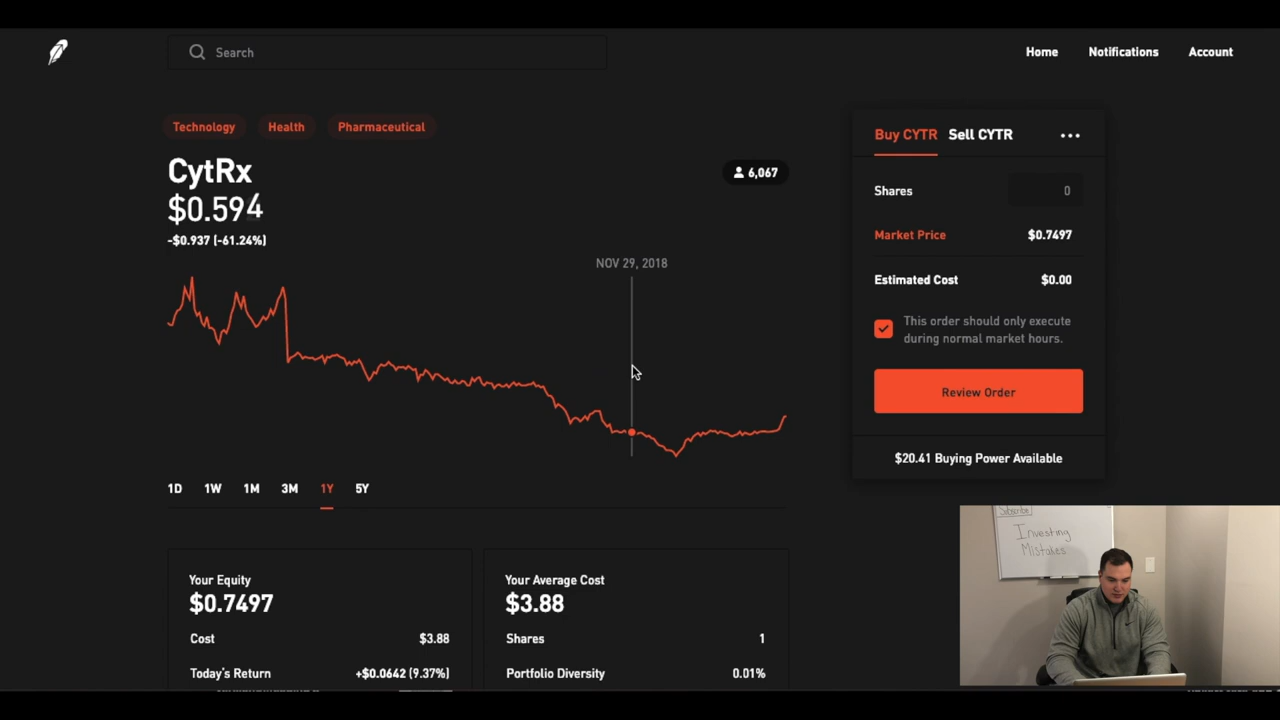 Search
Home Notifications Account
Technology Health Pharmaceutical
CytRx
$0.594
-$0.937 (-61.24%)
6,067
NOV 29, 2018
1D 1W 1M 3M 1Y 5Y
Buy CYTR Sell CYTR
Shares 0
Market Price $0.7497
Estimated Cost $0.00
This order should only execute
during normal market hours.
Review Order
$20.41 Buying Power Available
Your Equity
$0.7497
Cost $3.88
Today's Return +$0.0642 (9.37%)
Your Average Cost
$3.88
Shares 1
Portfolio Diversity 0.01%
Subscribe
Investing
Mistakes